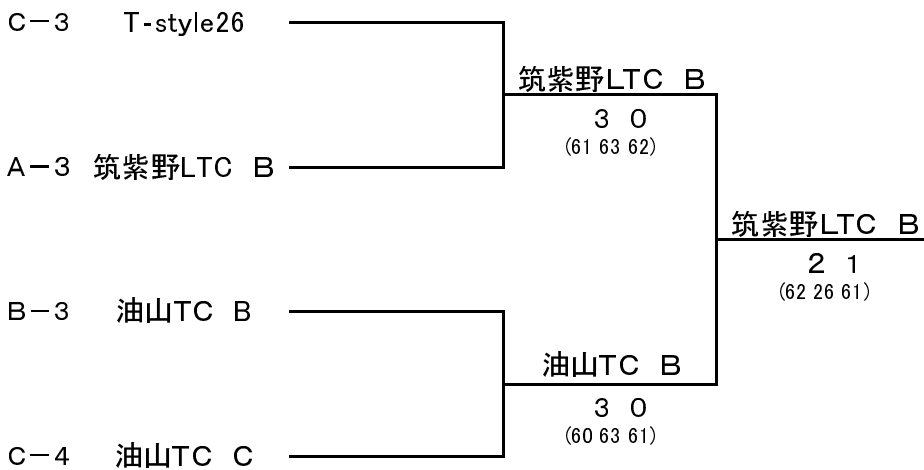 C－3 T-style26
筑紫野LTC B
3 0
(61 63 62)
A－3 筑紫野LTC B
筑紫野LTC B
2 1
(62 26 61)
B－3 油山TC B
油山TC B
3 0
(60 63 61)
C－4 油山TC C